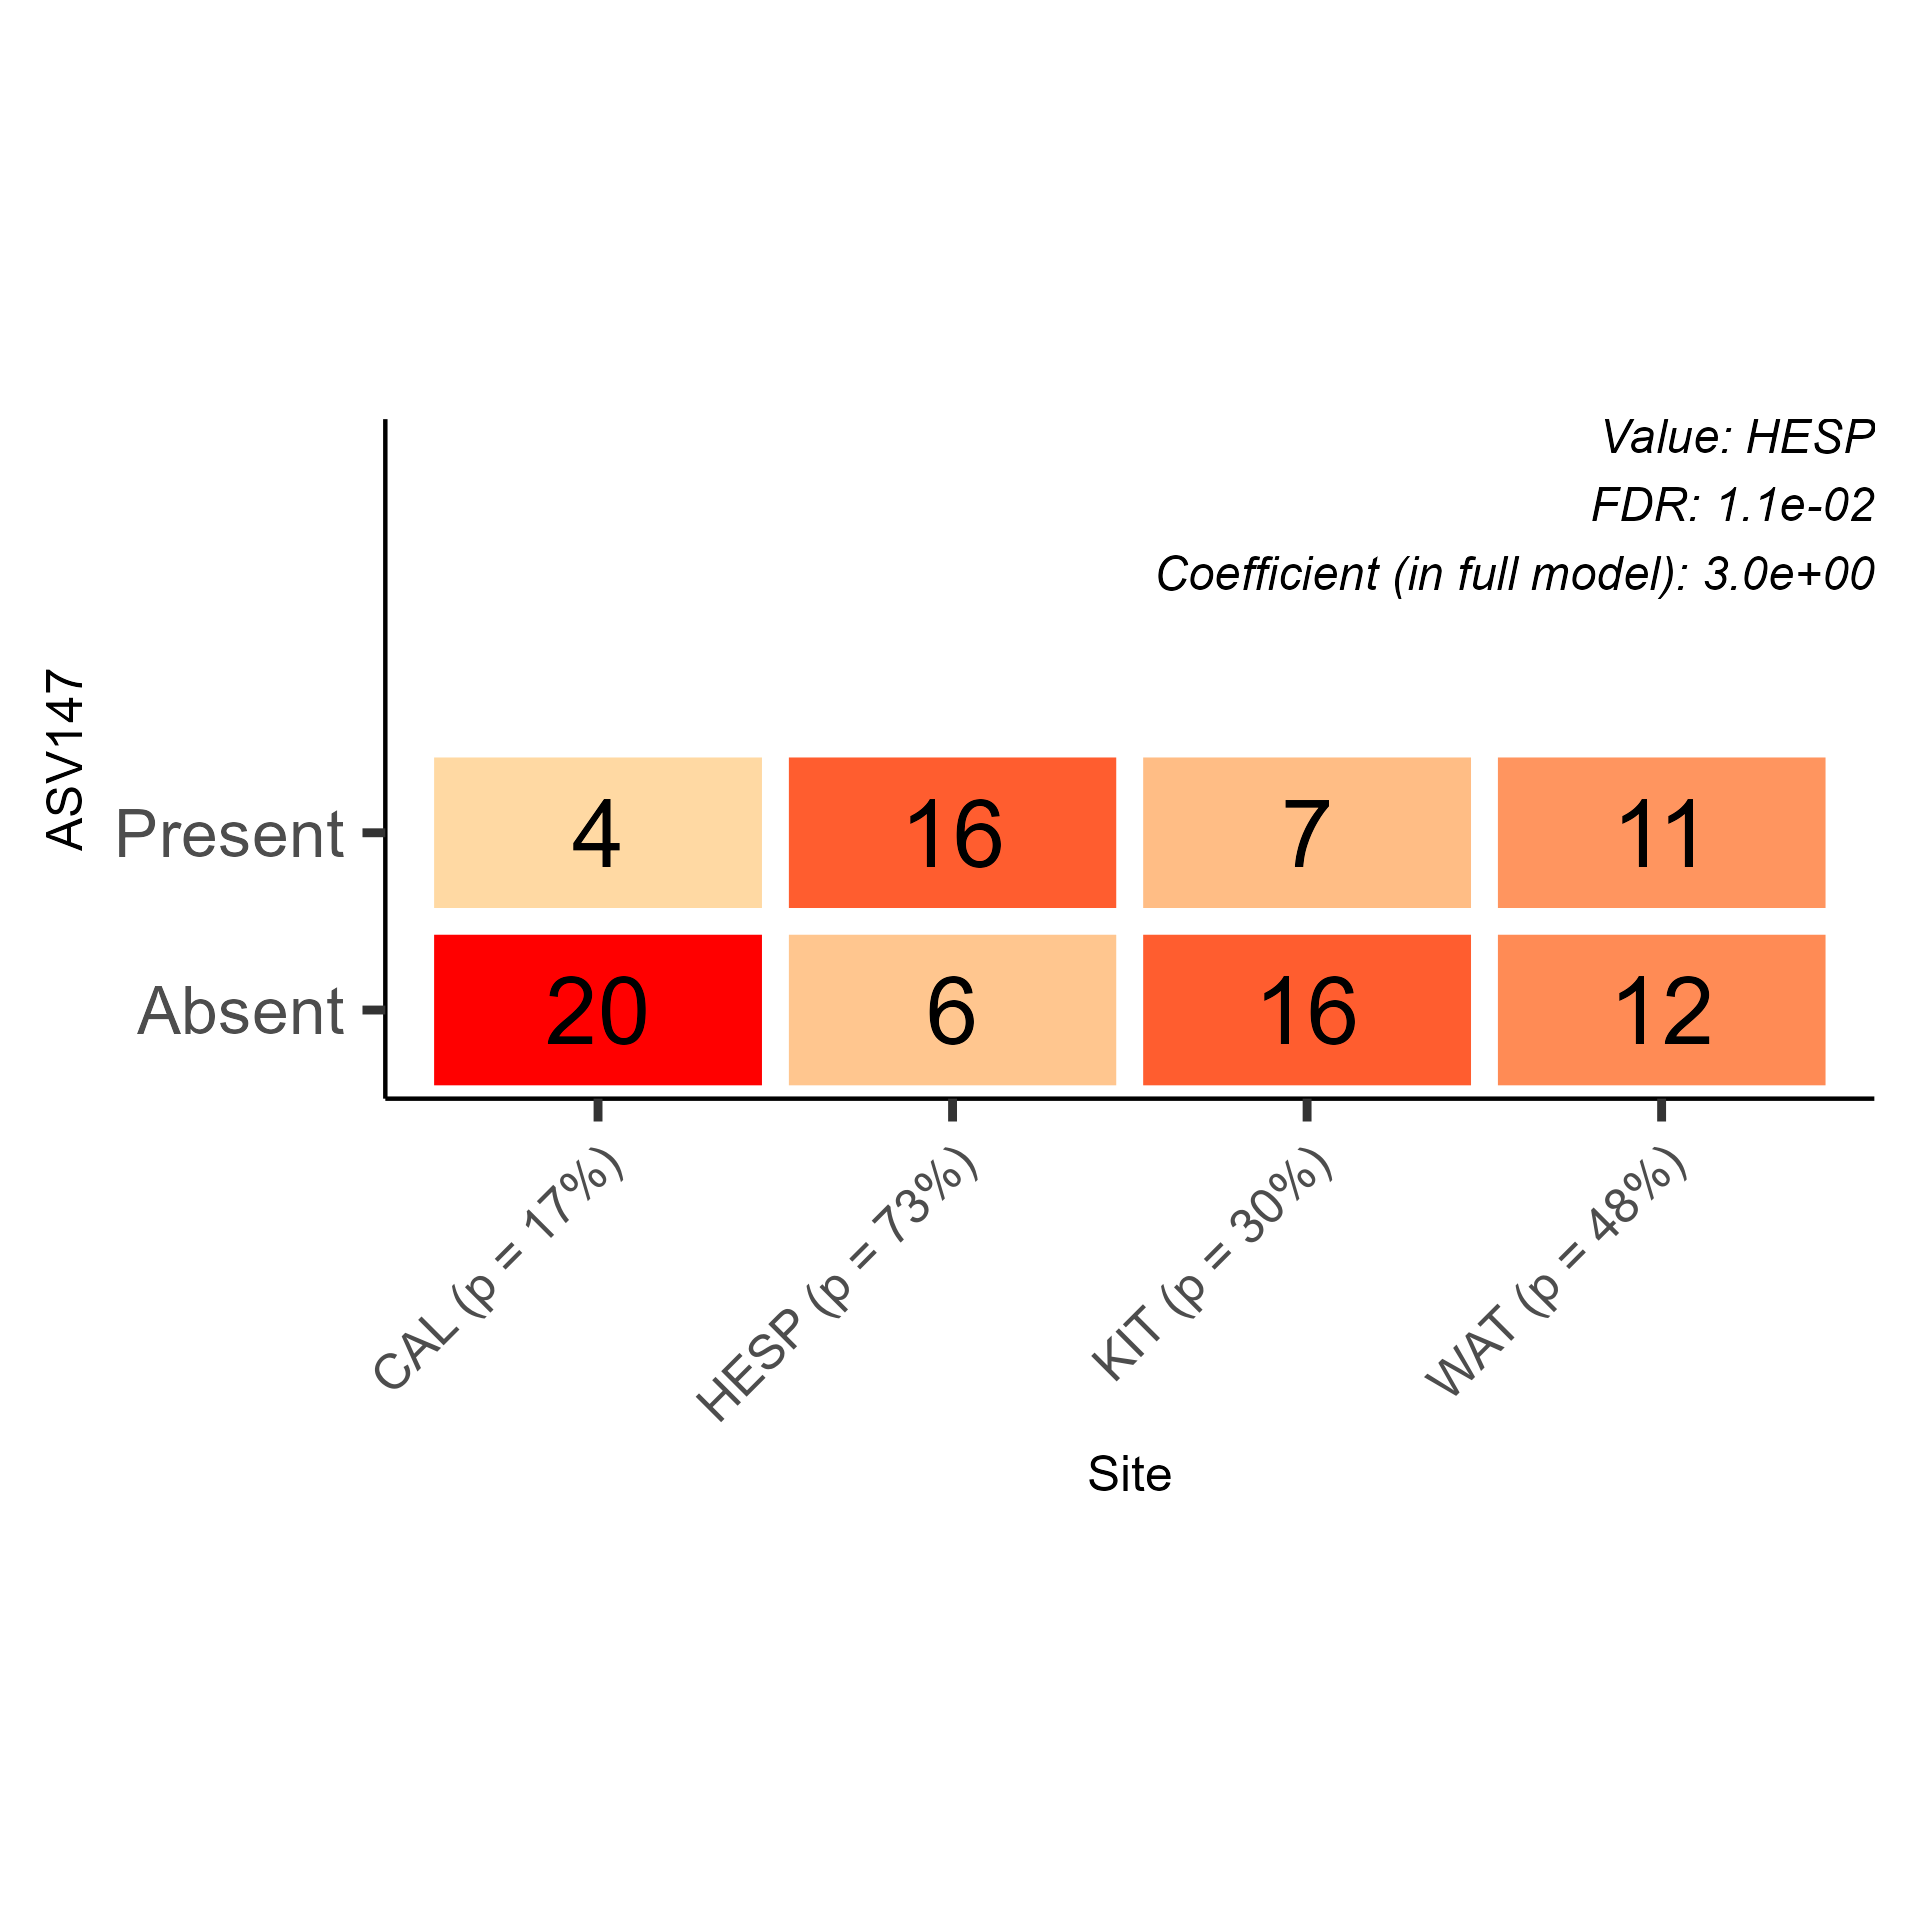 Value: HESP
FDR: 1.1e-02
Coefficient (in full model): 3.0e+00
ASV147
Present 4 16 7 11
Absent 20 6 16 12
CAL (p = 17%) HESP (p = 73%) KIT (p = 30%) WAT (p = 48%)
Site